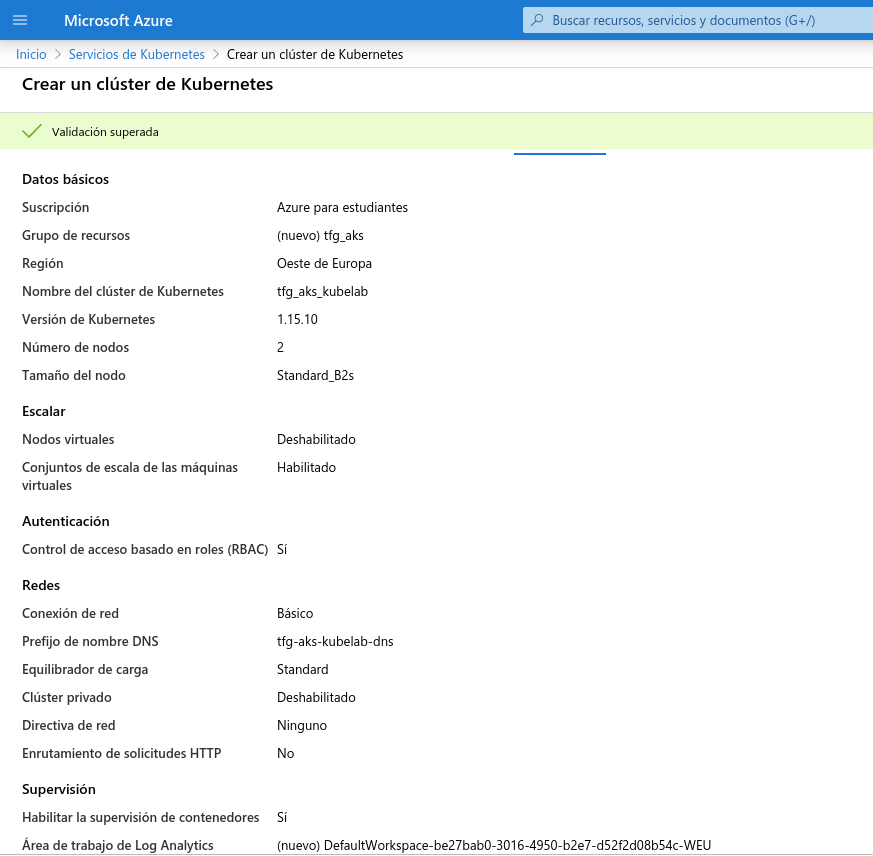 Microsoft Azure
Buscar recursos, servicios y documentos (G+/)
Inicio > Servicios de Kubernetes > Crear un clúster de Kubernetes
Crear un clúster de Kubernetes
Validación superada
Datos básicos
Suscripción Azure para estudiantes
Grupo de recursos (nuevo) tfg_aks
Región Oeste de Europa
Nombre del clúster de Kubernetes tfg_aks_kubelab
Versión de Kubernetes 1.15.10
Número de nodos 2
Tamaño del nodo Standard_B2s
Escalar
Nodos virtuales Deshabilitado
Conjuntos de escala de las máquinas Habilitado
virtuales
Autenticación
Control de acceso basado en roles (RBAC) Sí
Redes
Conexión de red Básico
Prefijo de nombre DNS tfg-aks-kubelab-dns
Equilibrador de carga Standard
Clúster privado Deshabilitado
Directiva de red Ninguno
Enrutamiento de solicitudes HTTP No
Supervisión
Habilitar la supervisión de contenedores Sí
Área de trabajo de Log Analytics (nuevo) DefaultWorkspace-be27bab0-3016-4950-b2e7-d52f2d08b54c-WEU